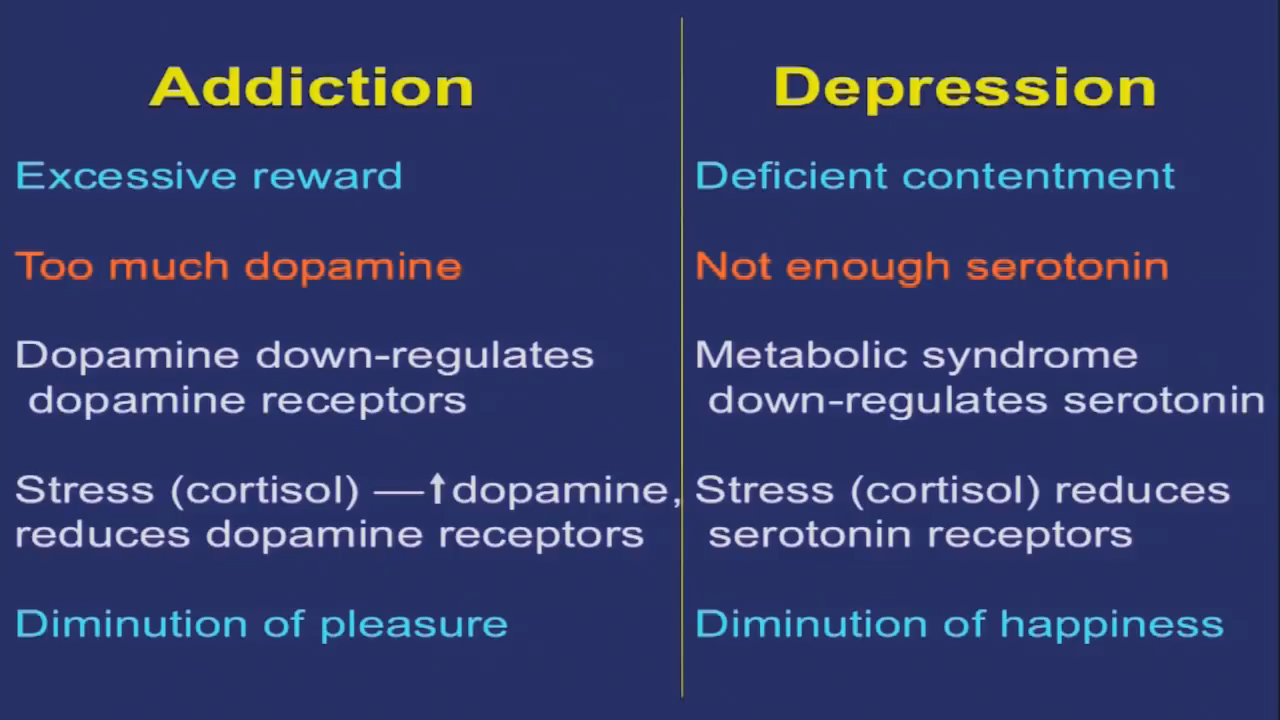 Addiction
Excessive reward
Too much dopamine
Dopamine down-regulates
dopamine receptors
Stress (cortisol) —↑dopamine,
reduces dopamine receptors
Diminution of pleasure
Depression
Deficient contentment
Not enough serotonin
Metabolic syndrome
down-regulates serotonin
Stress (cortisol) reduces
serotonin receptors
Diminution of happiness